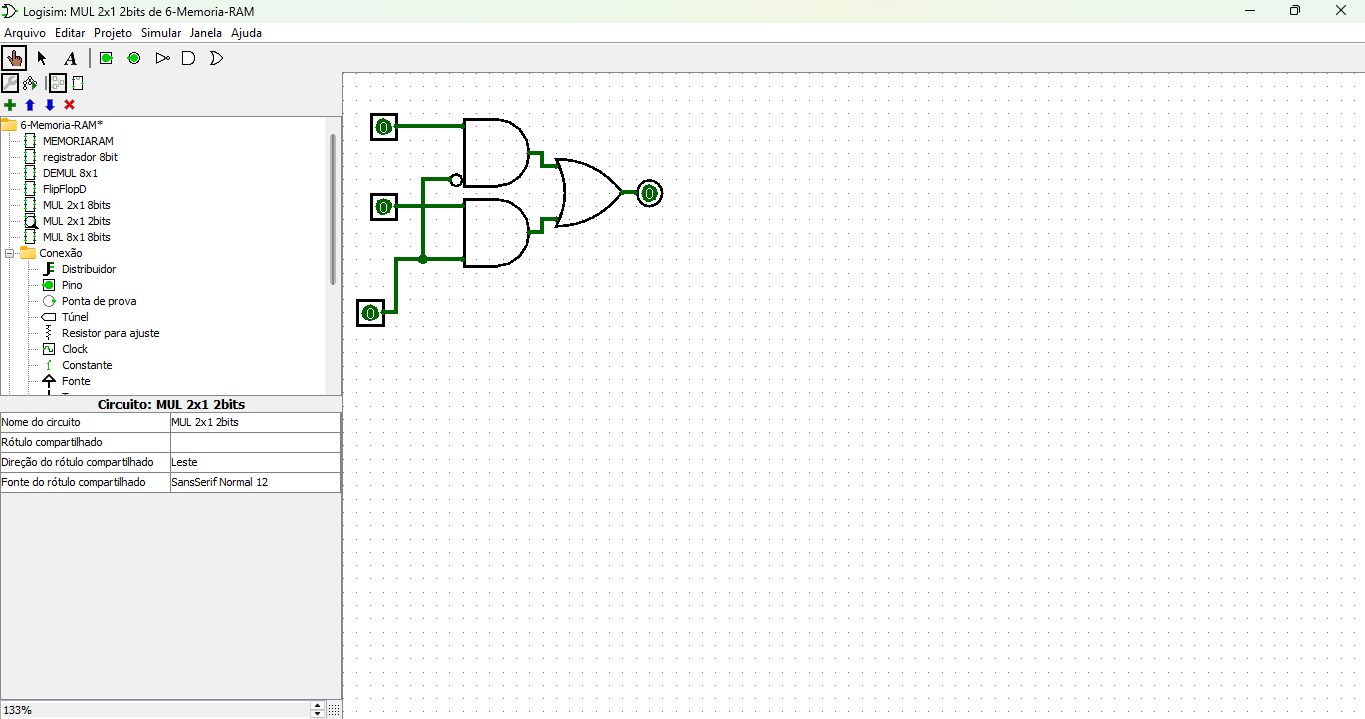 Logisim: MUL 2x1 2bits de 6-Memoria-RAM
Arquivo Editar Projeto Simular Janela Ajuda
A
6-Memoria-RAM*
MEMORIARAM
registrador 8bit
DEMUL 8x1
FlipFlopD
MUL 2x1 8bits
MUL 2x1 2bits
MUL 8x1 8bits
Conexão
Distribuidor
Pino
Ponta de prova
Túnel
Resistor para ajuste
Clock
Constante
Fonte
Circuito: MUL 2x1 2bits
Nome do circuito MUL 2x1 2bits
Rótulo compartilhado
Direção do rótulo compartilhado Leste
Fonte do rótulo compartilhado SansSerif Normal 12
133%
0
0
0
0